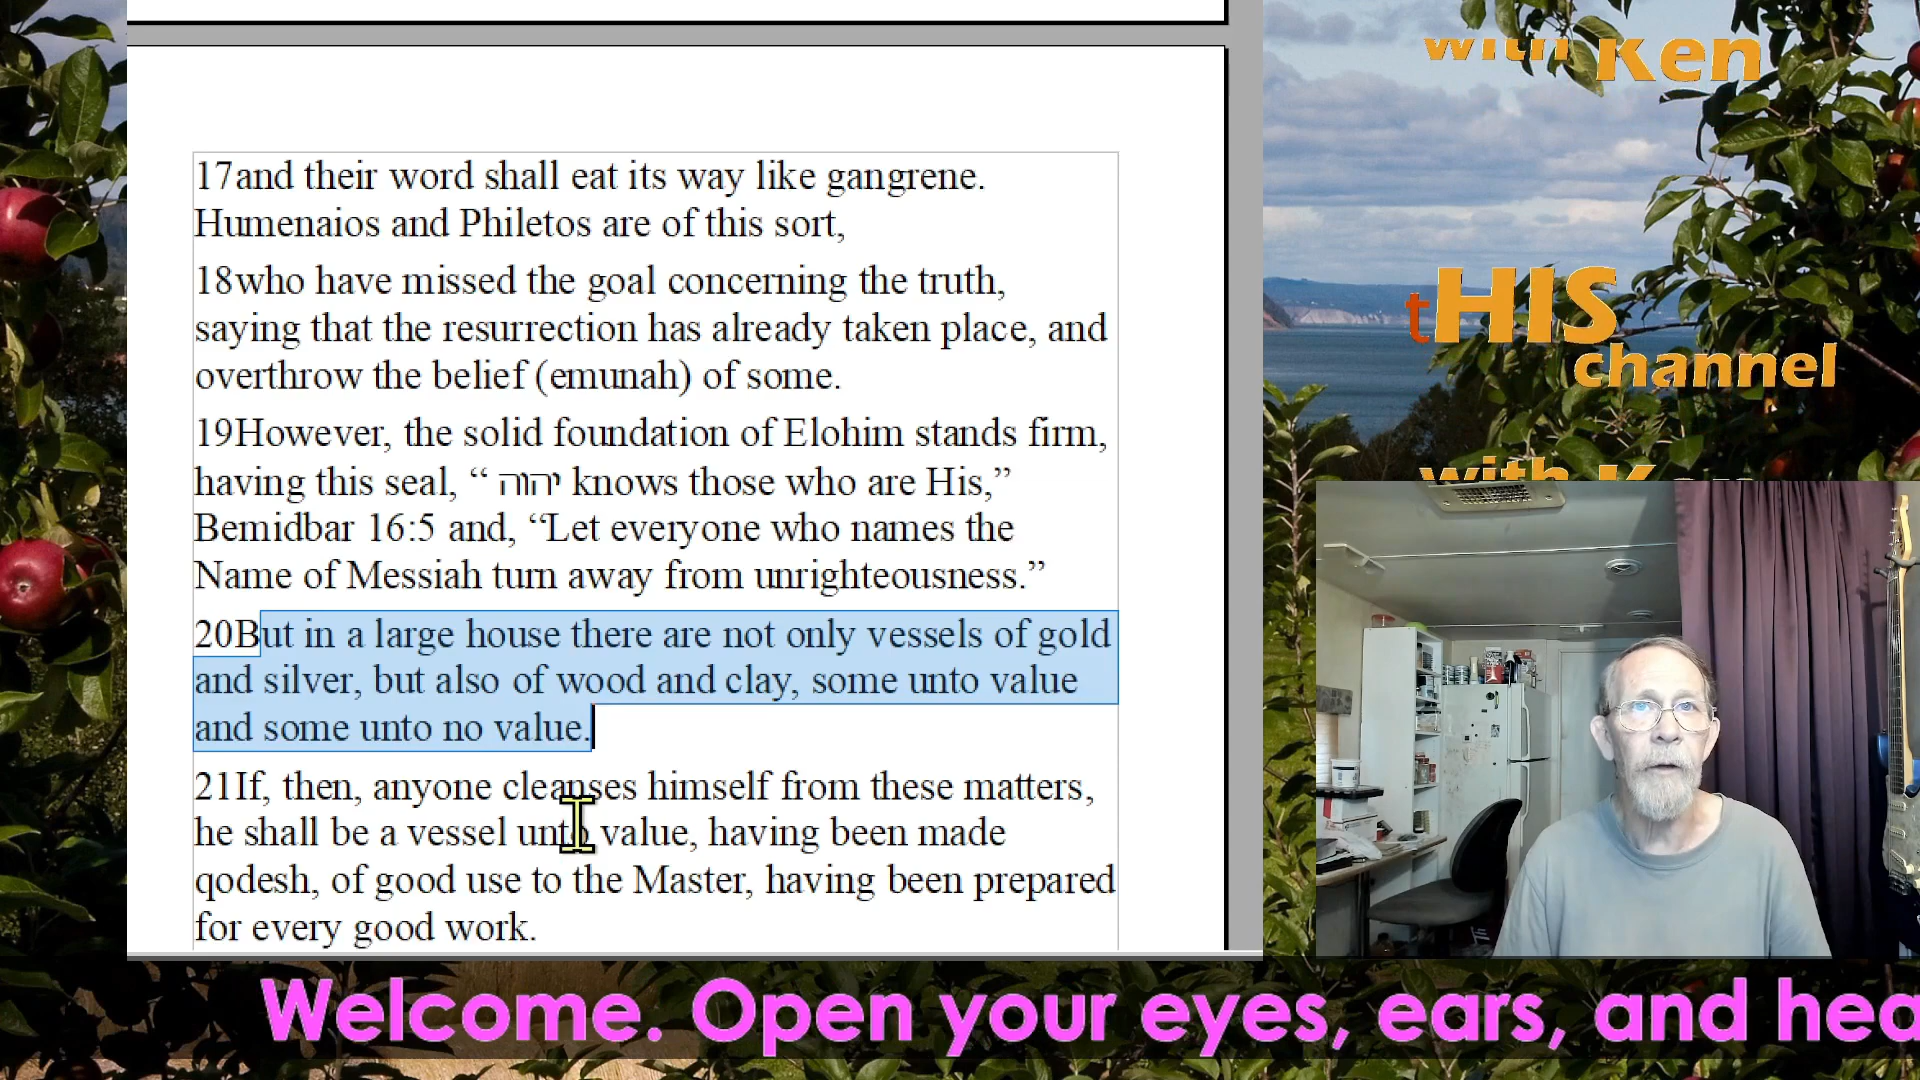 17and their word shall eat its way like gangrene.
Humenaios and Philetos are of this sort,
18who have missed the goal concerning the truth,
saying that the resurrection has already taken place, and
overthrow the belief (emunah) of some.
19However, the solid foundation of Elohim stands firm,
having this seal, “ יהוה knows those who are His,”
Bemidbar 16:5 and, “Let everyone who names the
Name of Messiah turn away from unrighteousness.”
20But in a large house there are not only vessels of gold
and silver, but also of wood and clay, some unto value
and some unto no value.
21If, then, anyone cleanses himself from these matters,
he shall be a vessel unto value, having been made
qodesh, of good use to the Master, having been prepared
for every good work.
with Ken
tHIS
channel
with Ken
Welcome. Open your eyes, ears, and hea